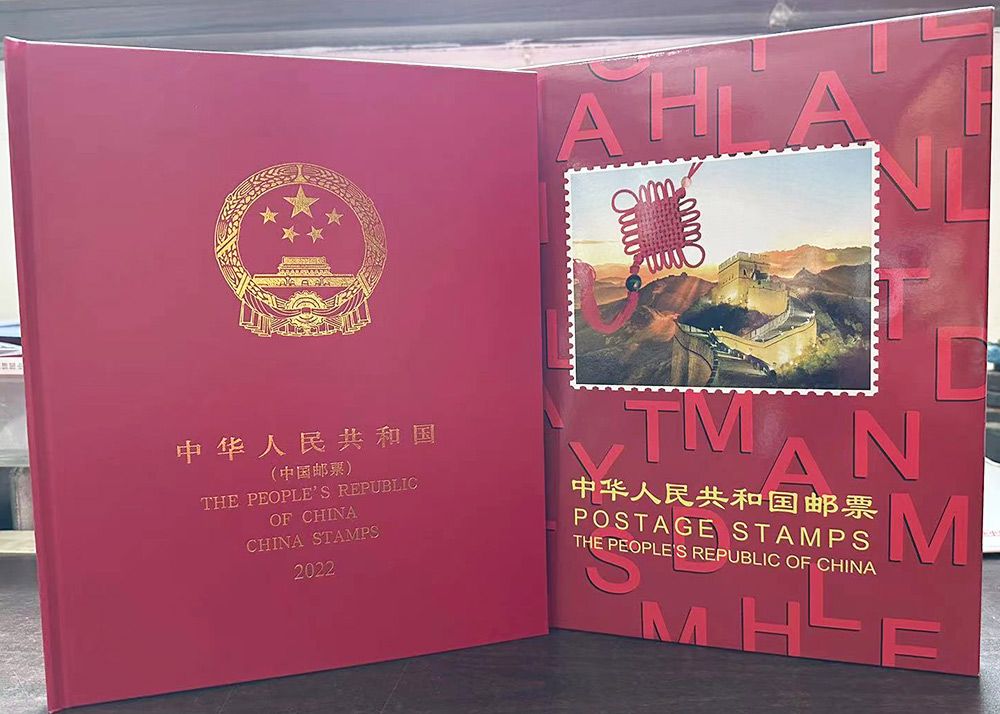 中华人民共和国
(中国邮票)
THE PEOPLE'S REPUBLIC
OF CHINA
CHINA STAMPS
2022
中华人民共和国邮票
POSTAGE STAMPS
THE PEOPLE'S REPUBLIC OF CHINA